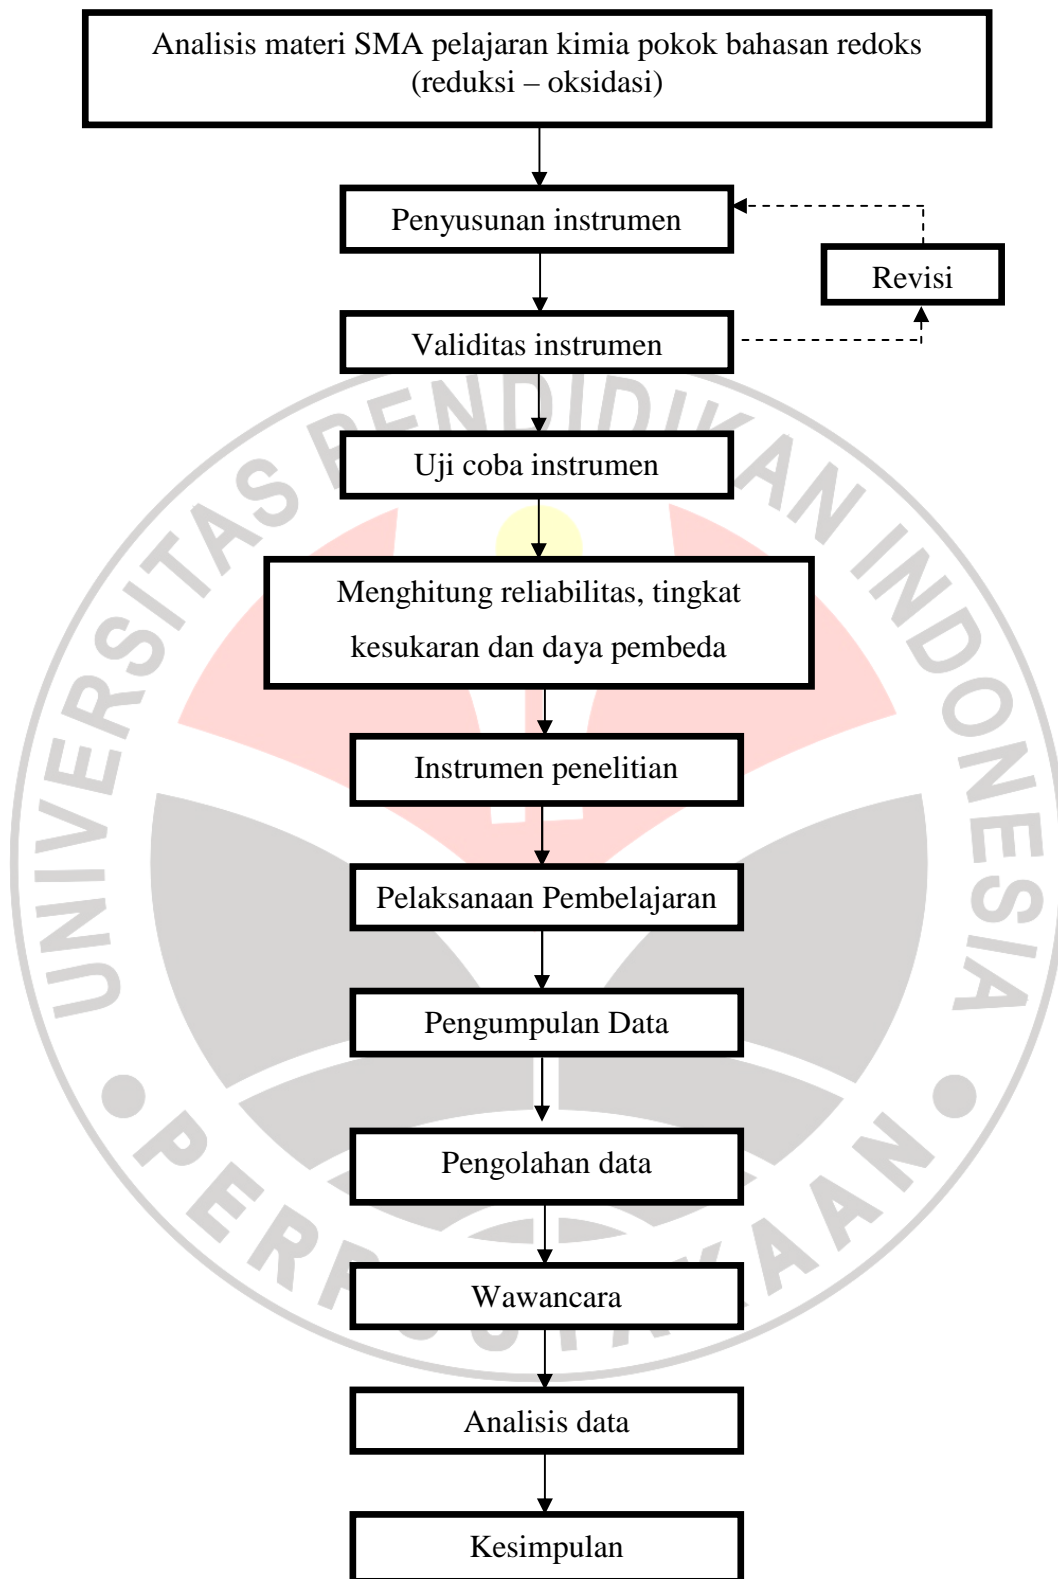 Analisis materi SMA pelajaran kimia pokok bahasan redoks
(reduksi – oksidasi)
Penyusunan instrumen
Revisi
Validitas instrumen
Uji coba instrumen
Menghitung reliabilitas, tingkat
kesukaran dan daya pembeda
Instrumen penelitian
Pelaksanaan Pembelajaran
Pengumpulan Data
Pengolahan data
Wawancara
Analisis data
Kesimpulan
UNIVERSITAS PENDIDIKAN INDONESIA
PERPUSTAKAAN